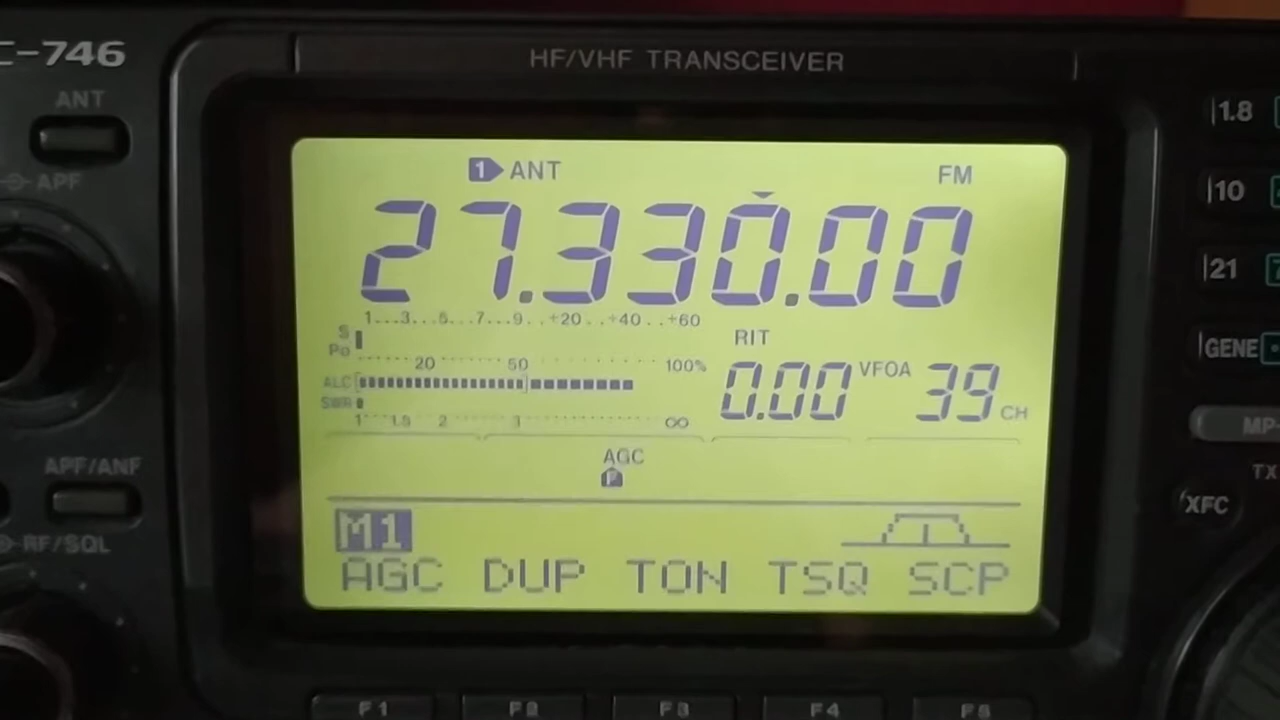 C-746
HF/VHF TRANSCEIVER
ANT
APF
APF/ANF
RF/SQL
1 ANT
FM
27.330.00
1...3...5...7...9..+20..+40..+60
S
Po
20 50 100%
ALC
SWR
1 1.5 2 3 ∞
RIT
0.00
VFOA 39 CH
AGC
F
M1
AGC DUP TON TSQ SCP
F1 F2 F3 F4 F5
1.8
10
21
GENE
MP-
TX
XFC